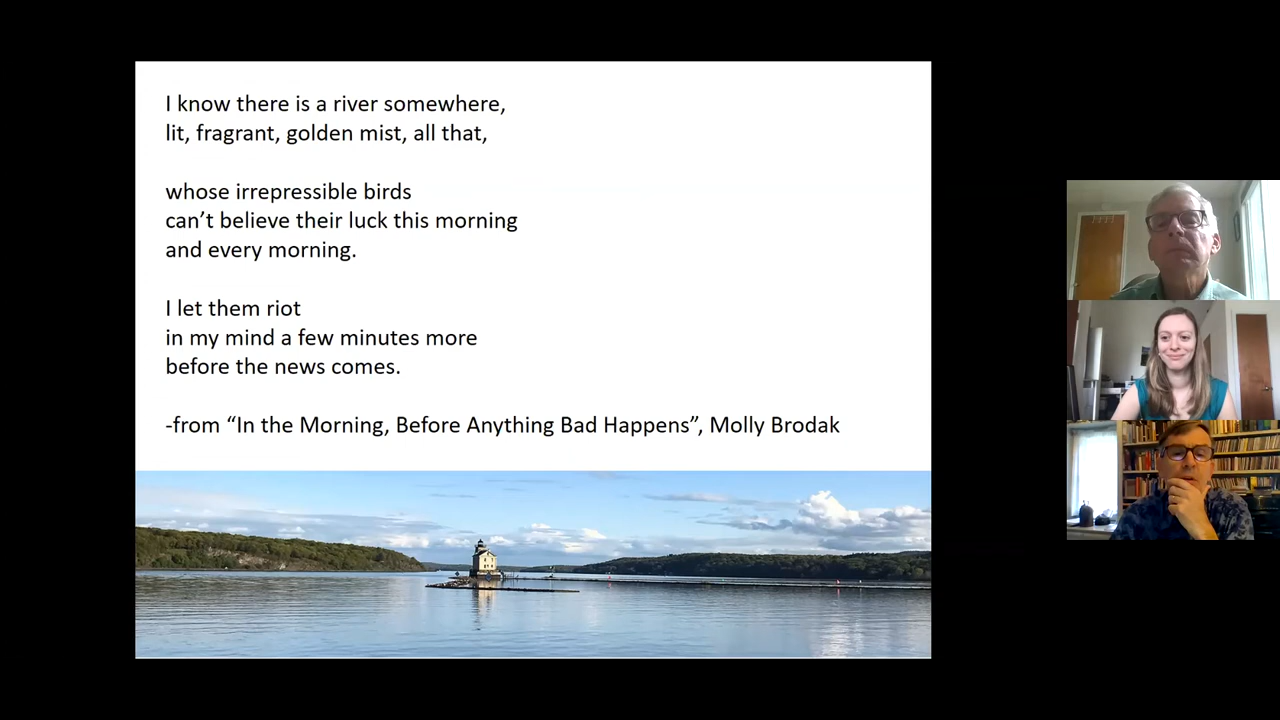 I know there is a river somewhere,
lit, fragrant, golden mist, all that,
whose irrepressible birds
can’t believe their luck this morning
and every morning.
I let them riot
in my mind a few minutes more
before the news comes.
-from “In the Morning, Before Anything Bad Happens”, Molly Brodak